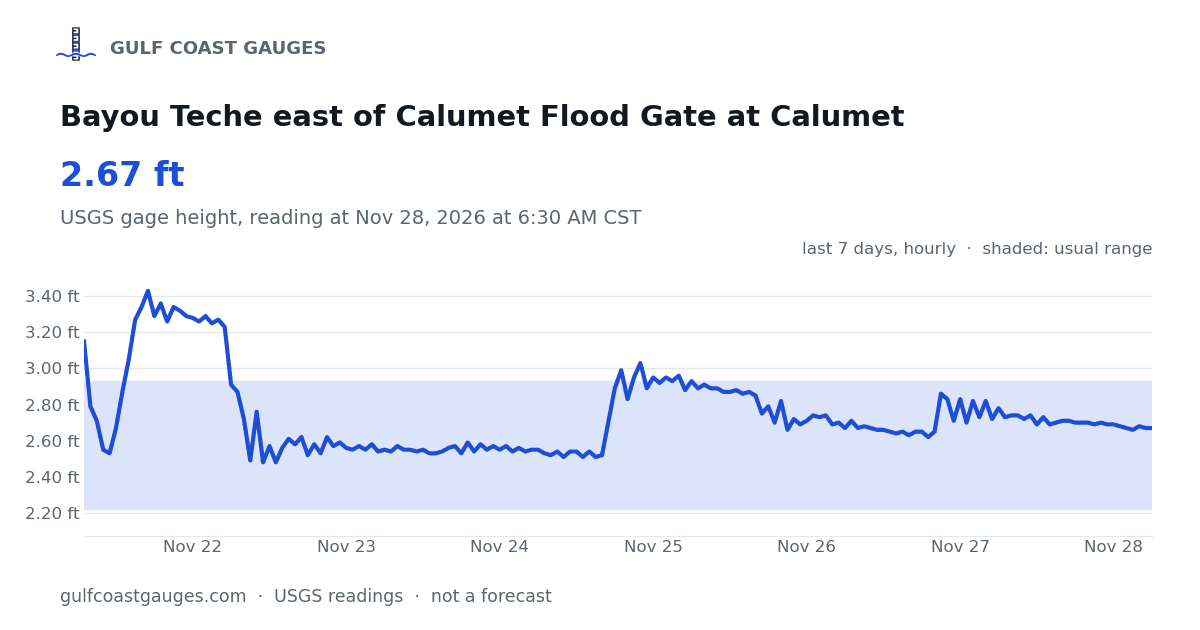 GULF COAST GAUGES
Bayou Teche east of Calumet Flood Gate at Calumet
2.67 ft
USGS gage height, reading at Nov 28, 2026 at 6:30 AM CST
last 7 days, hourly · shaded: usual range
3.40 ft
3.20 ft
3.00 ft
2.80 ft
2.60 ft
2.40 ft
2.20 ft
Nov 22 Nov 23 Nov 24 Nov 25 Nov 26 Nov 27 Nov 28
gulfcoastgauges.com · USGS readings · not a forecast